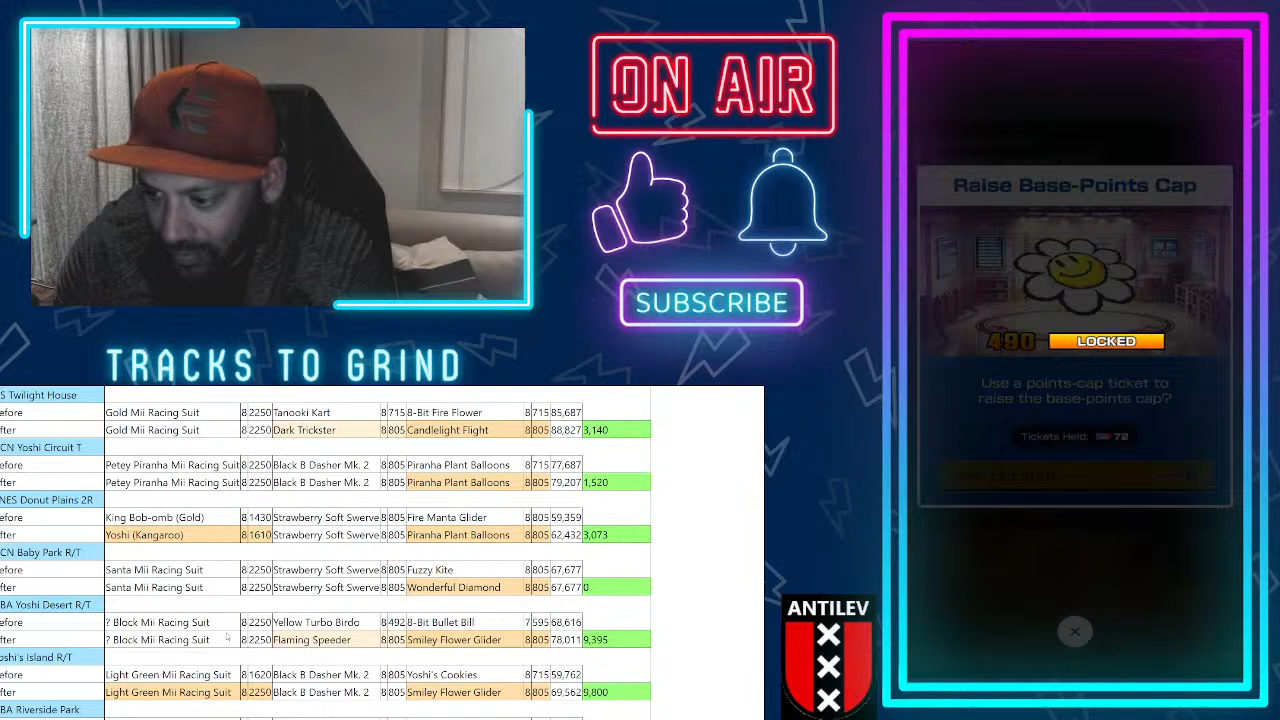 ON AIR
SUBSCRIBE
TRACKS TO GRIND
S Twilight House
efore Gold Mii Racing Suit 8 2250 Tanooki Kart 8 715 8-Bit Fire Flower 8 715 85,687
fter Gold Mii Racing Suit 8 2250 Dark Trickster 8 805 Candlelight Flight 8 805 88,827 3,140
CN Yoshi Circuit T
efore Petey Piranha Mii Racing Suit 8 2250 Black B Dasher Mk. 2 8 805 Piranha Plant Balloons 8 715 77,687
fter Petey Piranha Mii Racing Suit 8 2250 Black B Dasher Mk. 2 8 805 Piranha Plant Balloons 8 805 79,207 1,520
NES Donut Plains 2R
efore King Bob-omb (Gold) 8 1430 Strawberry Soft Swerve 8 805 Fire Manta Glider 8 805 59,359
fter Yoshi (Kangaroo) 8 1610 Strawberry Soft Swerve 8 805 Piranha Plant Balloons 8 805 62,432 3,073
CN Baby Park R/T
efore Santa Mii Racing Suit 8 2250 Strawberry Soft Swerve 8 805 Fuzzy Kite 8 805 67,677
fter Santa Mii Racing Suit 8 2250 Strawberry Soft Swerve 8 805 Wonderful Diamond 8 805 67,677 0
BA Yoshi Desert R/T
efore ? Block Mii Racing Suit 8 2250 Yellow Turbo Birdo 8 492 8-Bit Bullet Bill 7 595 68,616
fter ? Block Mii Racing Suit 8 2250 Flaming Speeder 8 805 Smiley Flower Glider 8 805 78,011 9,395
oshi's Island R/T
efore Light Green Mii Racing Suit 8 1620 Black B Dasher Mk. 2 8 805 Yoshi's Cookies 8 715 59,762
fter Light Green Mii Racing Suit 8 2250 Black B Dasher Mk. 2 8 805 Smiley Flower Glider 8 805 69,562 9,800
BA Riverside Park
ANTILEV
Raise Base-Points Cap
490 LOCKED
Use a points-cap ticket to
raise the base-points cap?
Tickets Held: 72